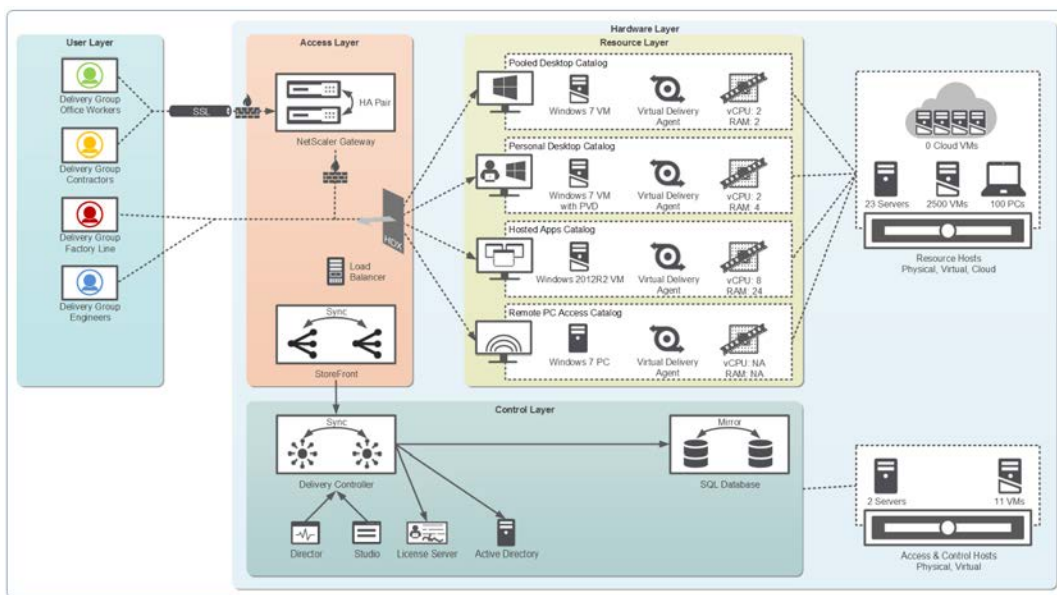 Hardware Layer
User Layer
Delivery Group
Office Workers
Delivery Group
Contractors
Delivery Group
Factory Line
Delivery Group
Engineers
SSL
Access Layer
HA Pair
NetScaler Gateway
HDX
Load
Balancer
Sync
StoreFront
Resource Layer
Pooled Desktop Catalog
Windows 7 VM
Virtual Delivery
Agent
vCPU: 2
RAM: 2
Personal Desktop Catalog
Windows 7 VM
with PVD
Virtual Delivery
Agent
vCPU: 2
RAM: 4
Hosted Apps Catalog
Windows 2012R2 VM
Virtual Delivery
Agent
vCPU: 8
RAM: 24
Remote PC Access Catalog
Windows 7 PC
Virtual Delivery
Agent
vCPU: NA
RAM: NA
0 Cloud VMs
23 Servers
2500 VMs
100 PCs
Resource Hosts
Physical, Virtual, Cloud
Control Layer
Sync
Delivery Controller
Mirror
SQL Database
Director
Studio
License Server
Active Directory
2 Servers
11 VMs
Access & Control Hosts
Physical, Virtual